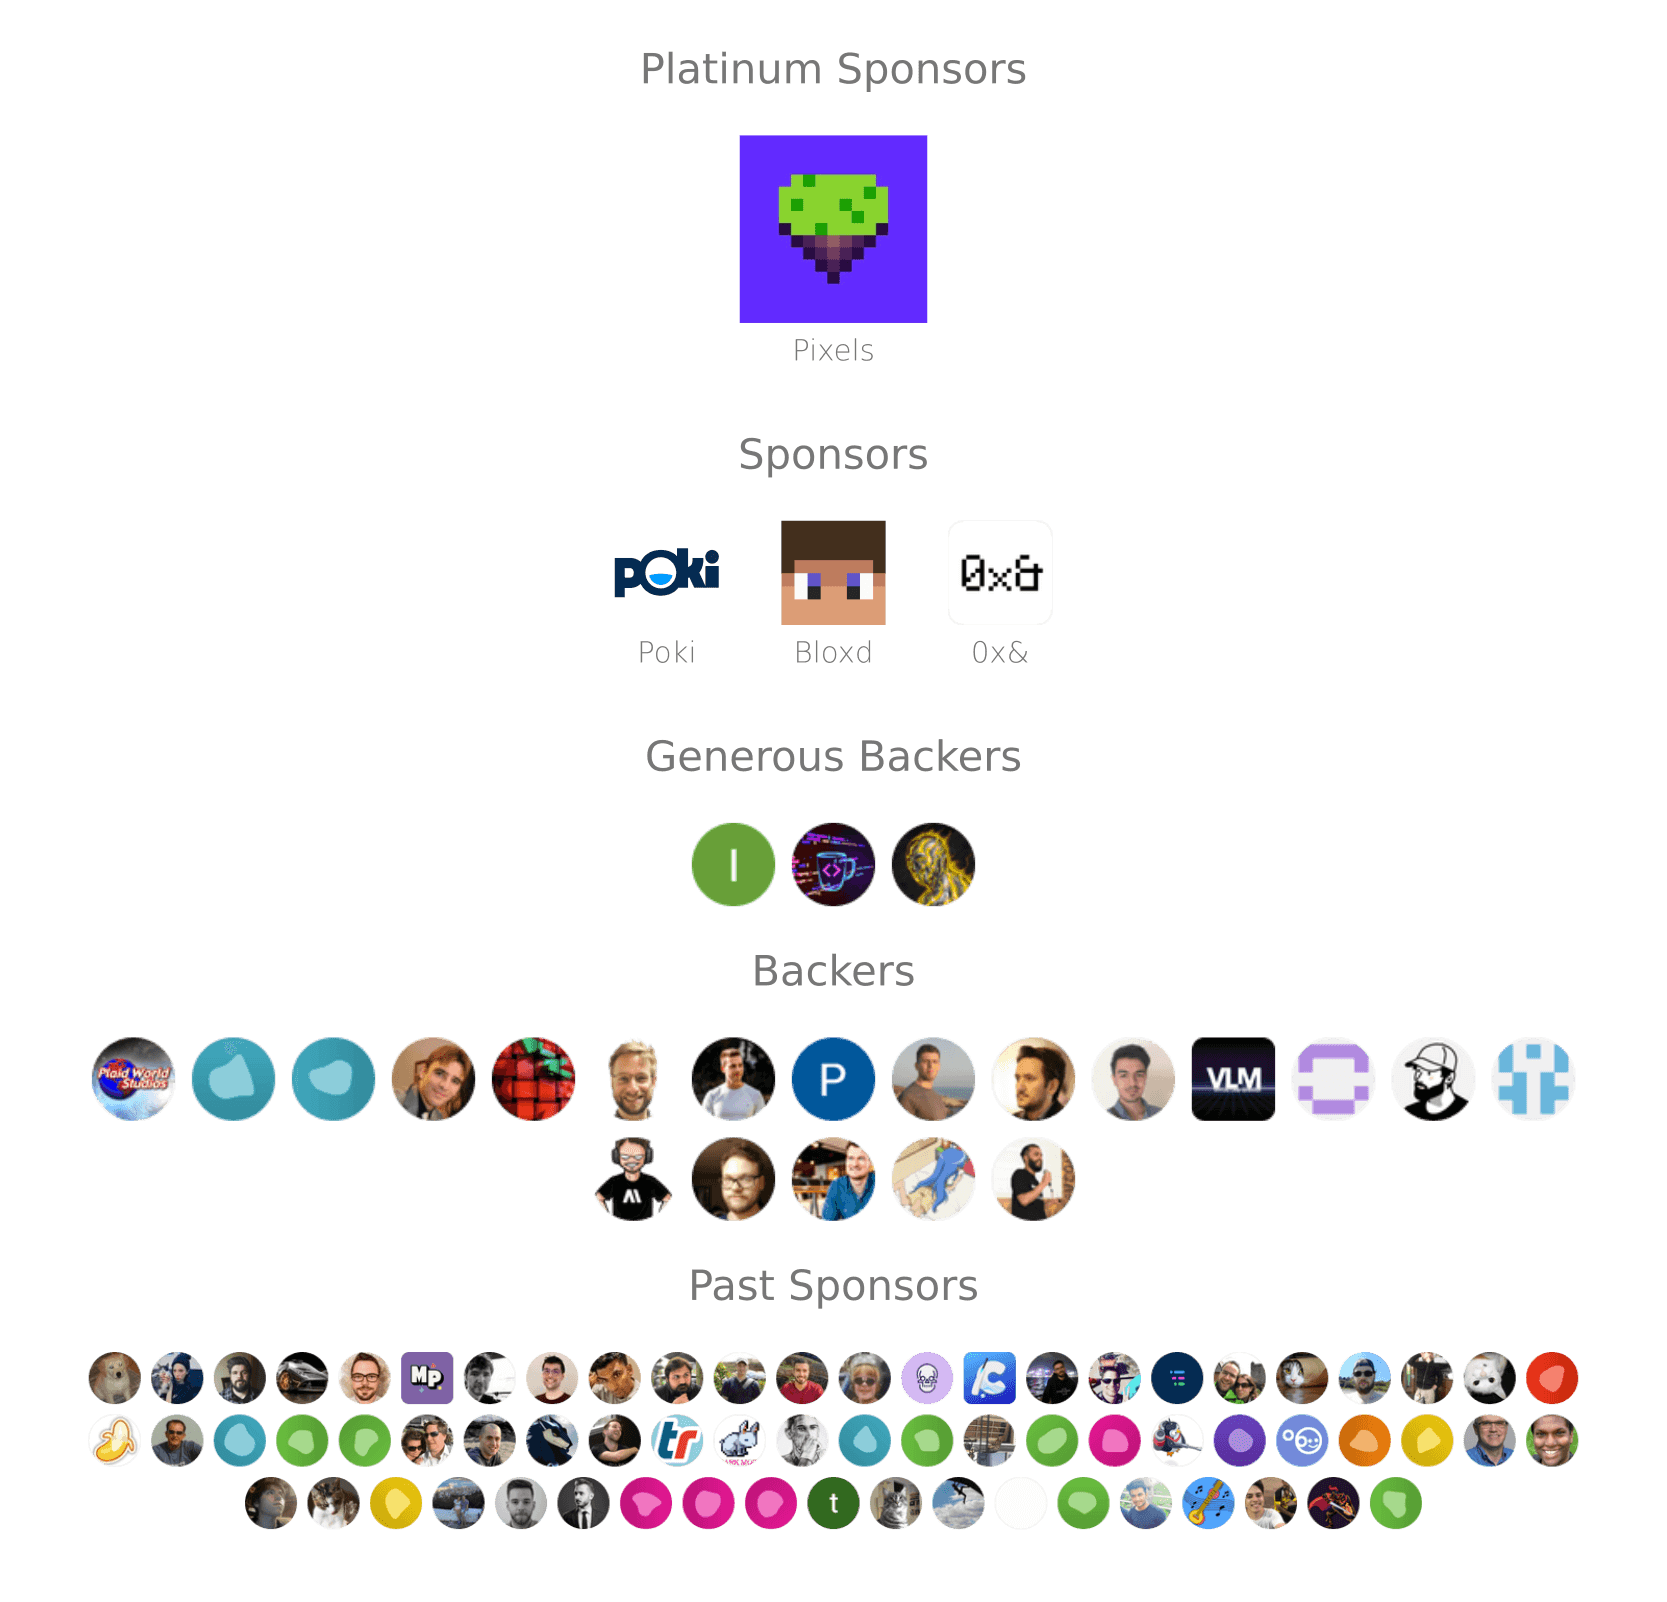 Platinum Sponsors
Pixels
Sponsors
poki
0x&
Poki
Bloxd
0x&
Generous Backers
I
<>
Backers
Plaid World
Studios
P
VLM
Past Sponsors
MP
tr
t